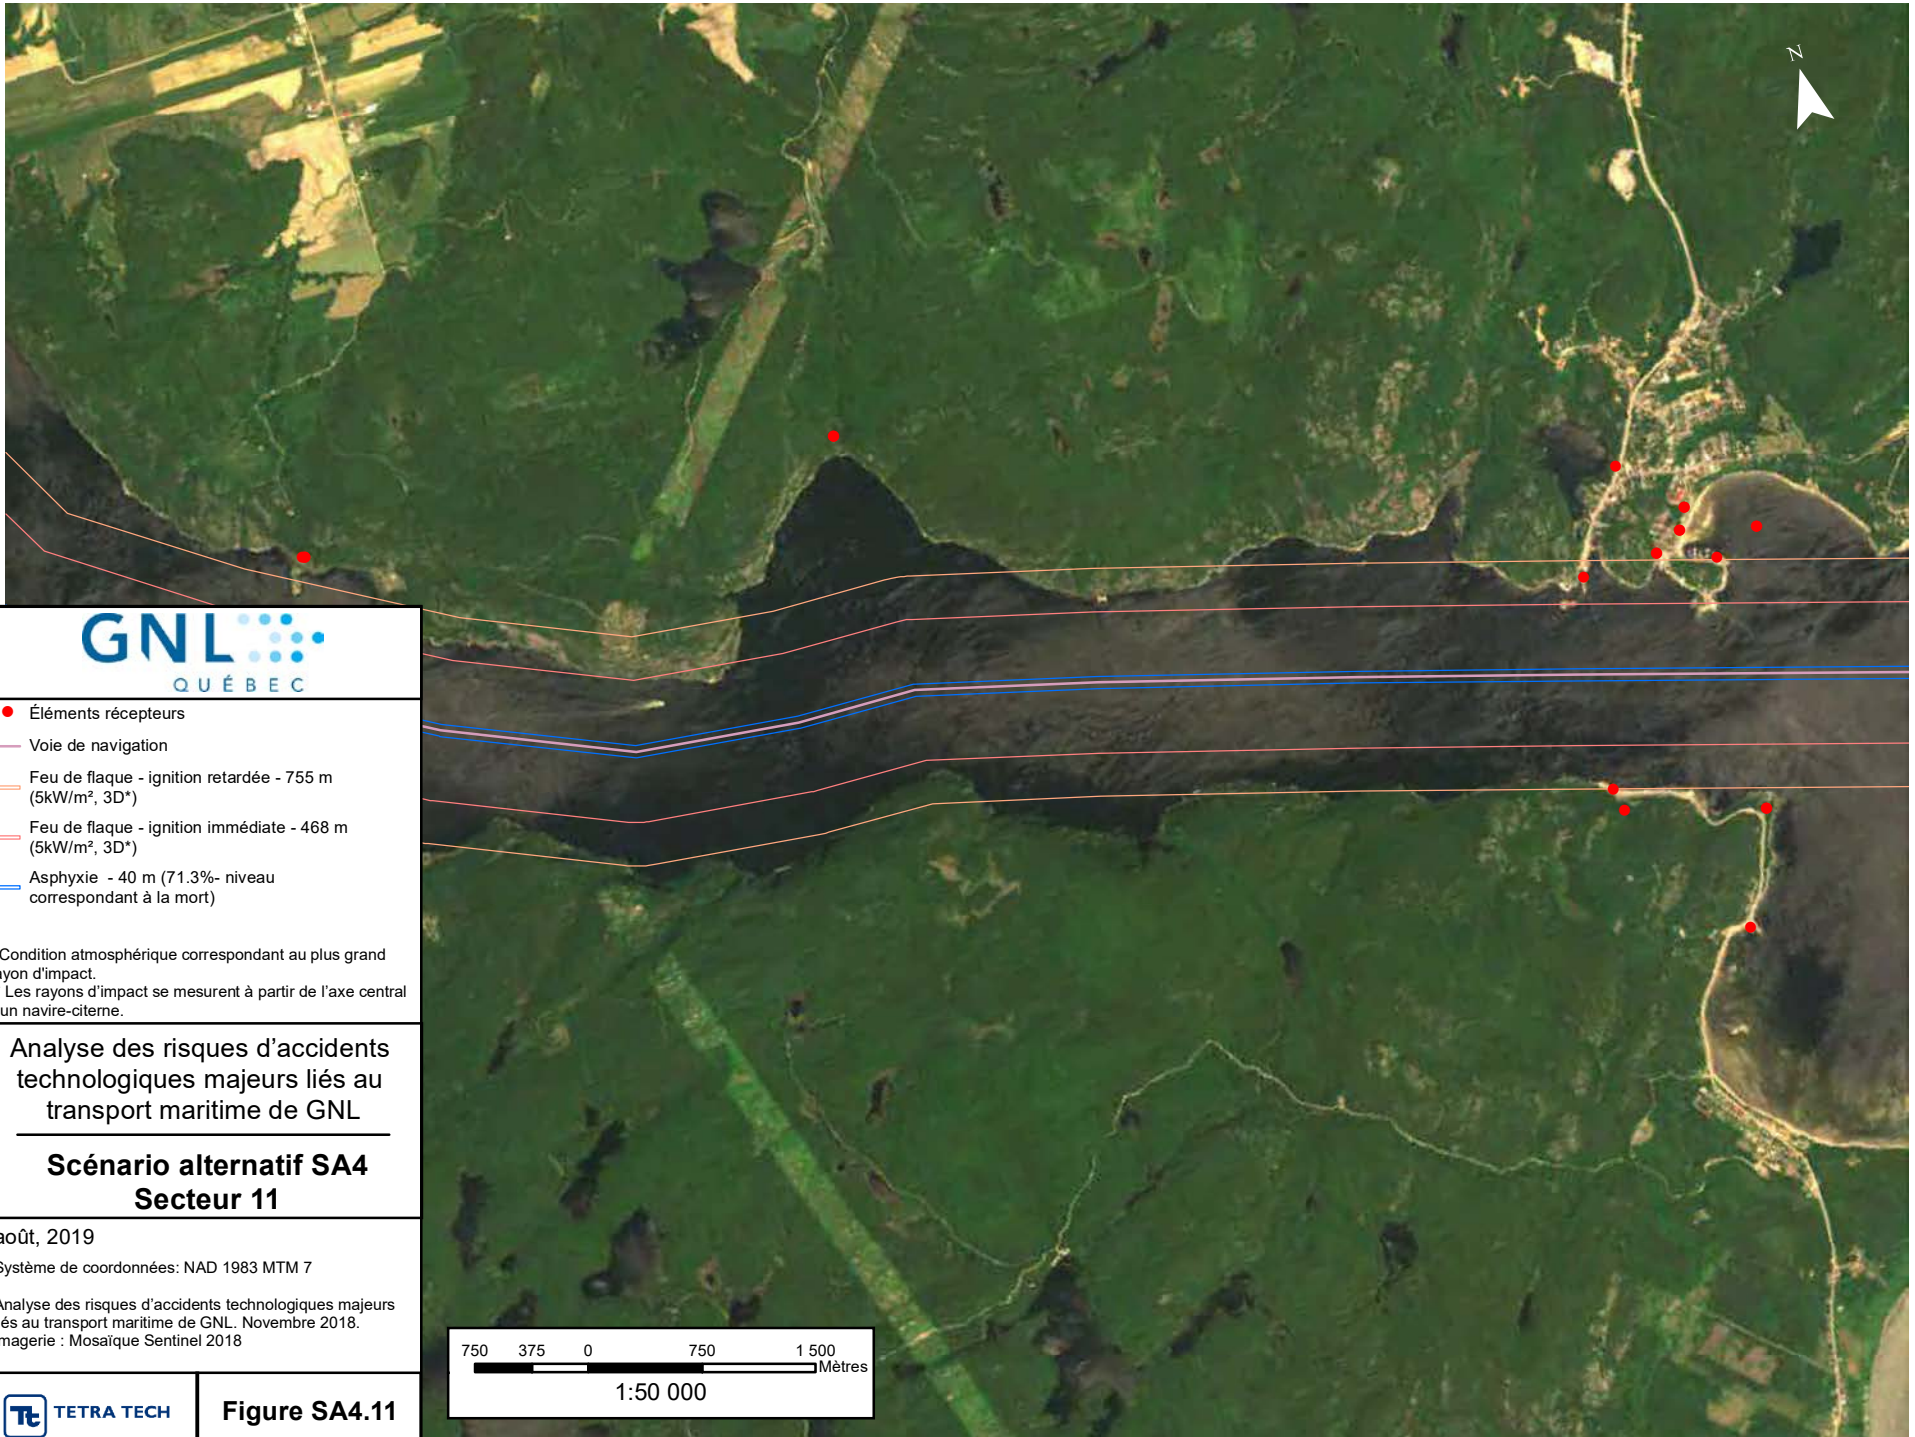 N
GNL
QUÉBEC
Éléments récepteurs
Voie de navigation
Feu de flaque - ignition retardée - 755 m
(5kW/m², 3D*)
Feu de flaque - ignition immédiate - 468 m
(5kW/m², 3D*)
Asphyxie - 40 m (71.3%- niveau
correspondant à la mort)
Condition atmosphérique correspondant au plus grand
ayon d'impact.
Les rayons d'impact se mesurent à partir de l'axe central
un navire-citerne.
Analyse des risques d'accidents
technologiques majeurs liés au
transport maritime de GNL
Scénario alternatif SA4
Secteur 11
août, 2019
Système de coordonnées: NAD 1983 MTM 7
Analyse des risques d'accidents technologiques majeurs
iés au transport maritime de GNL. Novembre 2018.
magerie : Mosaïque Sentinel 2018
TETRA TECH
Figure SA4.11
750 375 0 750 1 500
Mètres
1:50 000